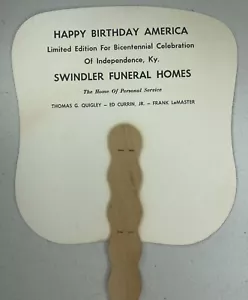 HAPPY BIRTHDAY AMERICA
Limited Edition For Bicentennial Celebration
Of Independence, Ky.
SWINDLER FUNERAL HOMES
The Home Of Personal Service
THOMAS G. QUIGLEY – ED CURRIN, JR. – FRANK LaMASTER